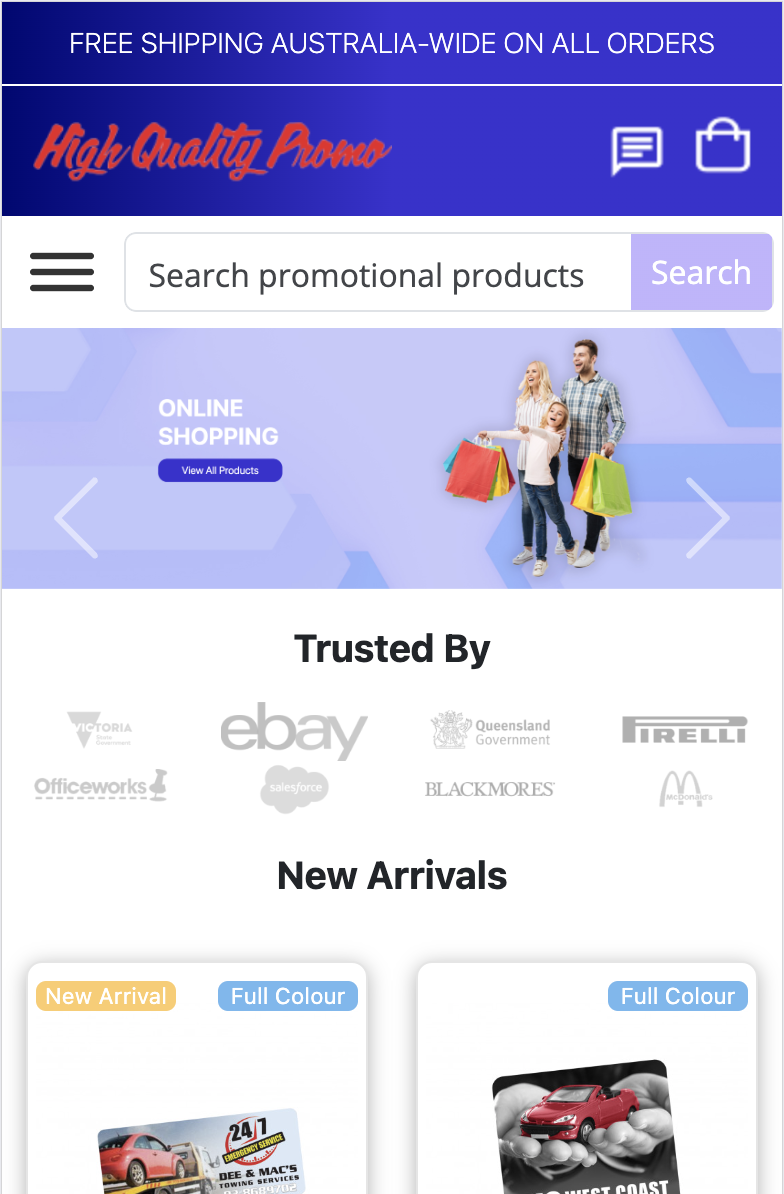 FREE SHIPPING AUSTRALIA-WIDE ON ALL ORDERS
High Quality Promo
Search promotional products
Search
ONLINE
SHOPPING
View All Products
Trusted By
VICTORIA
State
Government
ebay
Queensland
Government
PIRELLI
Officeworks
salesforce
BLACKMORES
McDonald's
New Arrivals
New Arrival
Full Colour
Full Colour
24/7
EMERGENCY SERVICE
DEE & MAC'S
TOWING SERVICES
WEST COAST